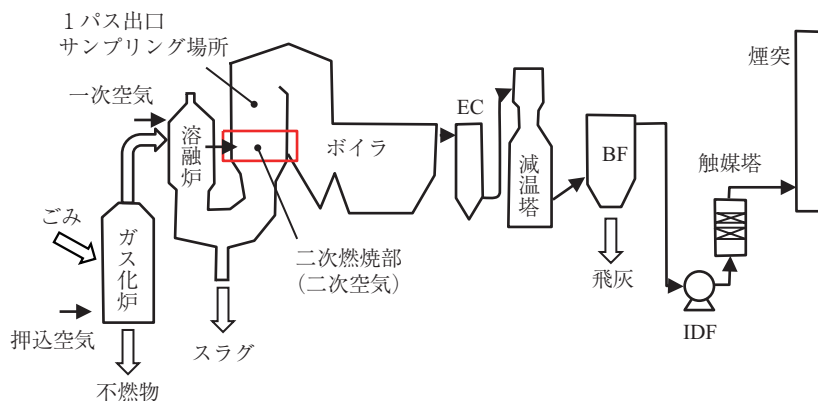 1パス出口
サンプリング場所
一次空気
溶融炉
ボイラ
EC
減温塔
BF
触媒塔
煙突
ごみ
ガス化炉
二次燃焼部
(二次空気)
飛灰
IDF
押込空気
スラグ
不燃物